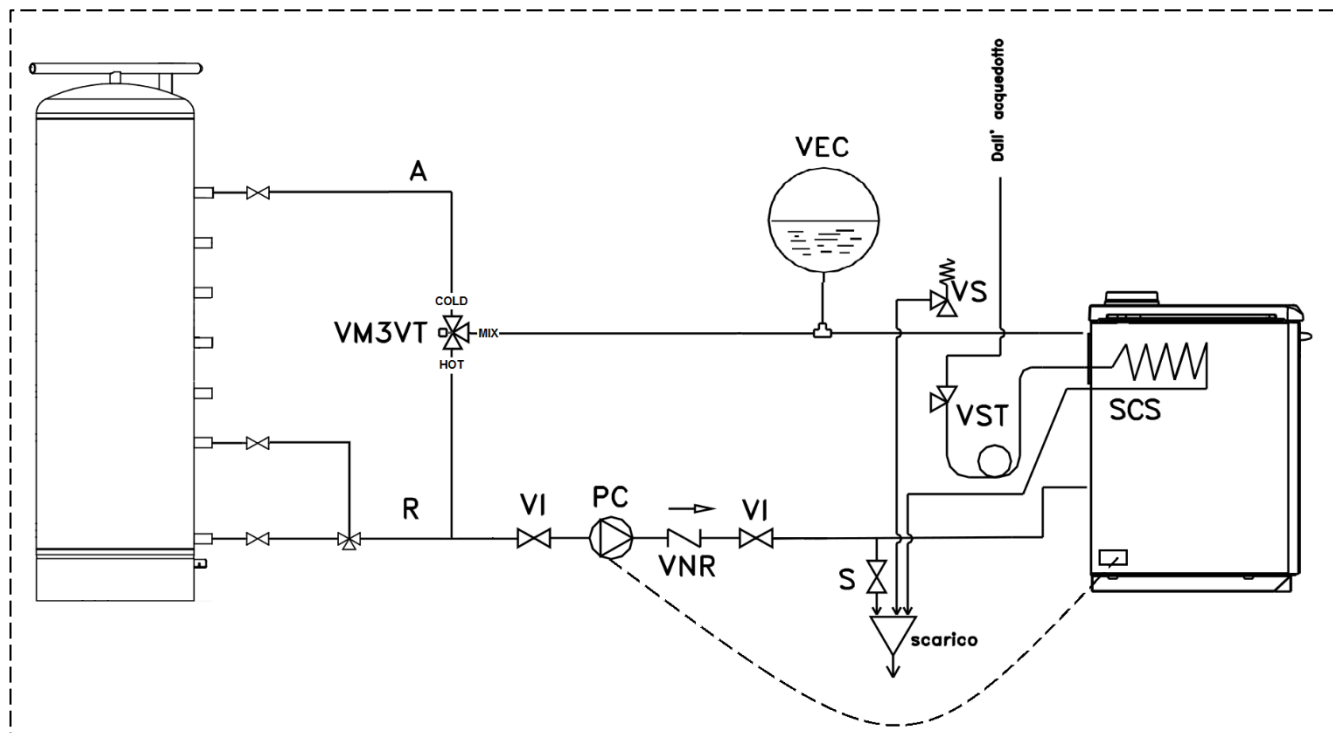 Dall' acquedotto
VEC
A
VS
COLD
VM3VT
MIX
HOT
VST
SCS
R
VI
PC
VI
VNR
S
scarico